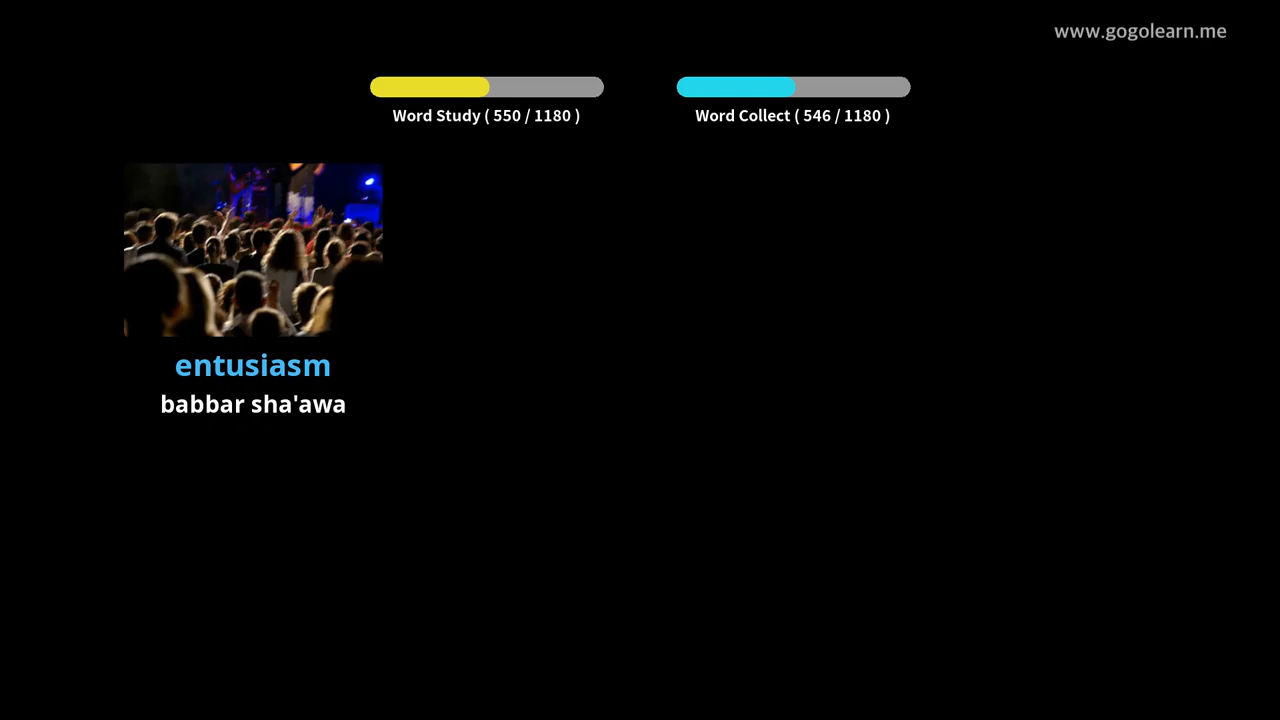 www.gogolearn.me
Word Study ( 550 / 1180 )
Word Collect ( 546 / 1180 )
entusiasm
babbar sha'awa